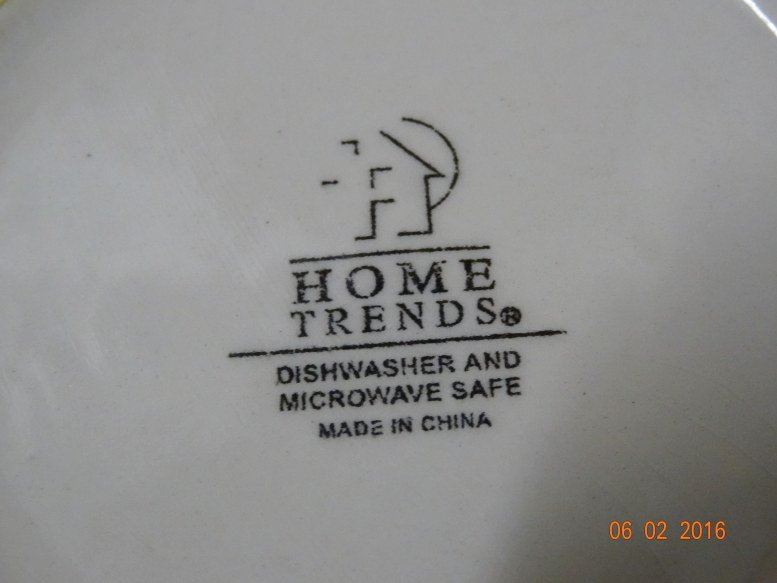 HOME
TRENDS®
DISHWASHER AND
MICROWAVE SAFE
MADE IN CHINA
06 02 2016